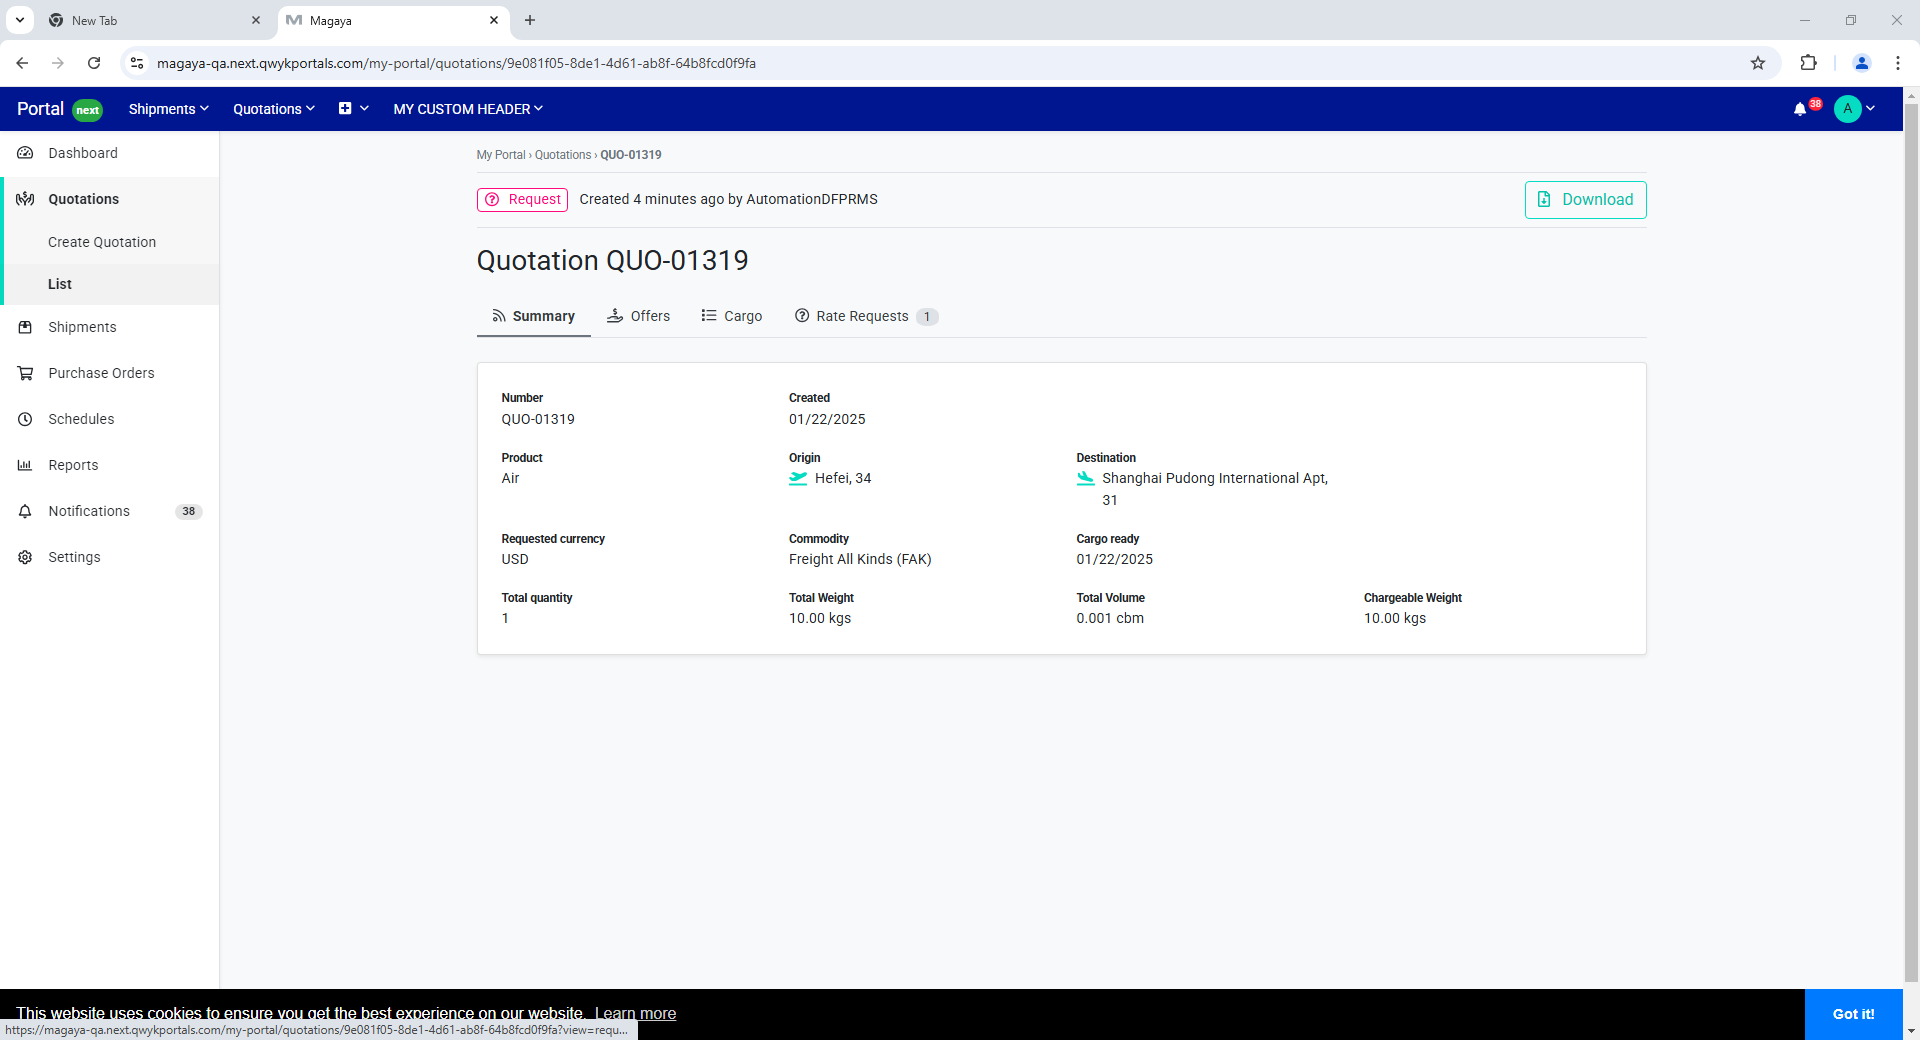 New Tab
Magaya
magaya-qa.next.qwykportals.com/my-portal/quotations/9e081f05-8de1-4d61-ab8f-64b8fcd0f9fa
Portal next Shipments Quotations MY CUSTOM HEADER 38 A
Dashboard
Quotations
Create Quotation
List
Shipments
Purchase Orders
Schedules
Reports
Notifications 38
Settings
My Portal › Quotations › QUO-01319
Request Created 4 minutes ago by AutomationDFPRMS Download
Quotation QUO-01319
Summary Offers Cargo Rate Requests 1
Number Created
QUO-01319 01/22/2025
Product Origin Destination
Air Hefei, 34 Shanghai Pudong International Apt,
31
Requested currency Commodity Cargo ready
USD Freight All Kinds (FAK) 01/22/2025
Total quantity Total Weight Total Volume Chargeable Weight
1 10.00 kgs 0.001 cbm 10.00 kgs
This website uses cookies to ensure you get the best experience on our website. Learn more
Got it!
https://magaya-qa.next.qwykportals.com/my-portal/quotations/9e081f05-8de1-4d61-ab8f-64b8fcd0f9fa?view=requ...